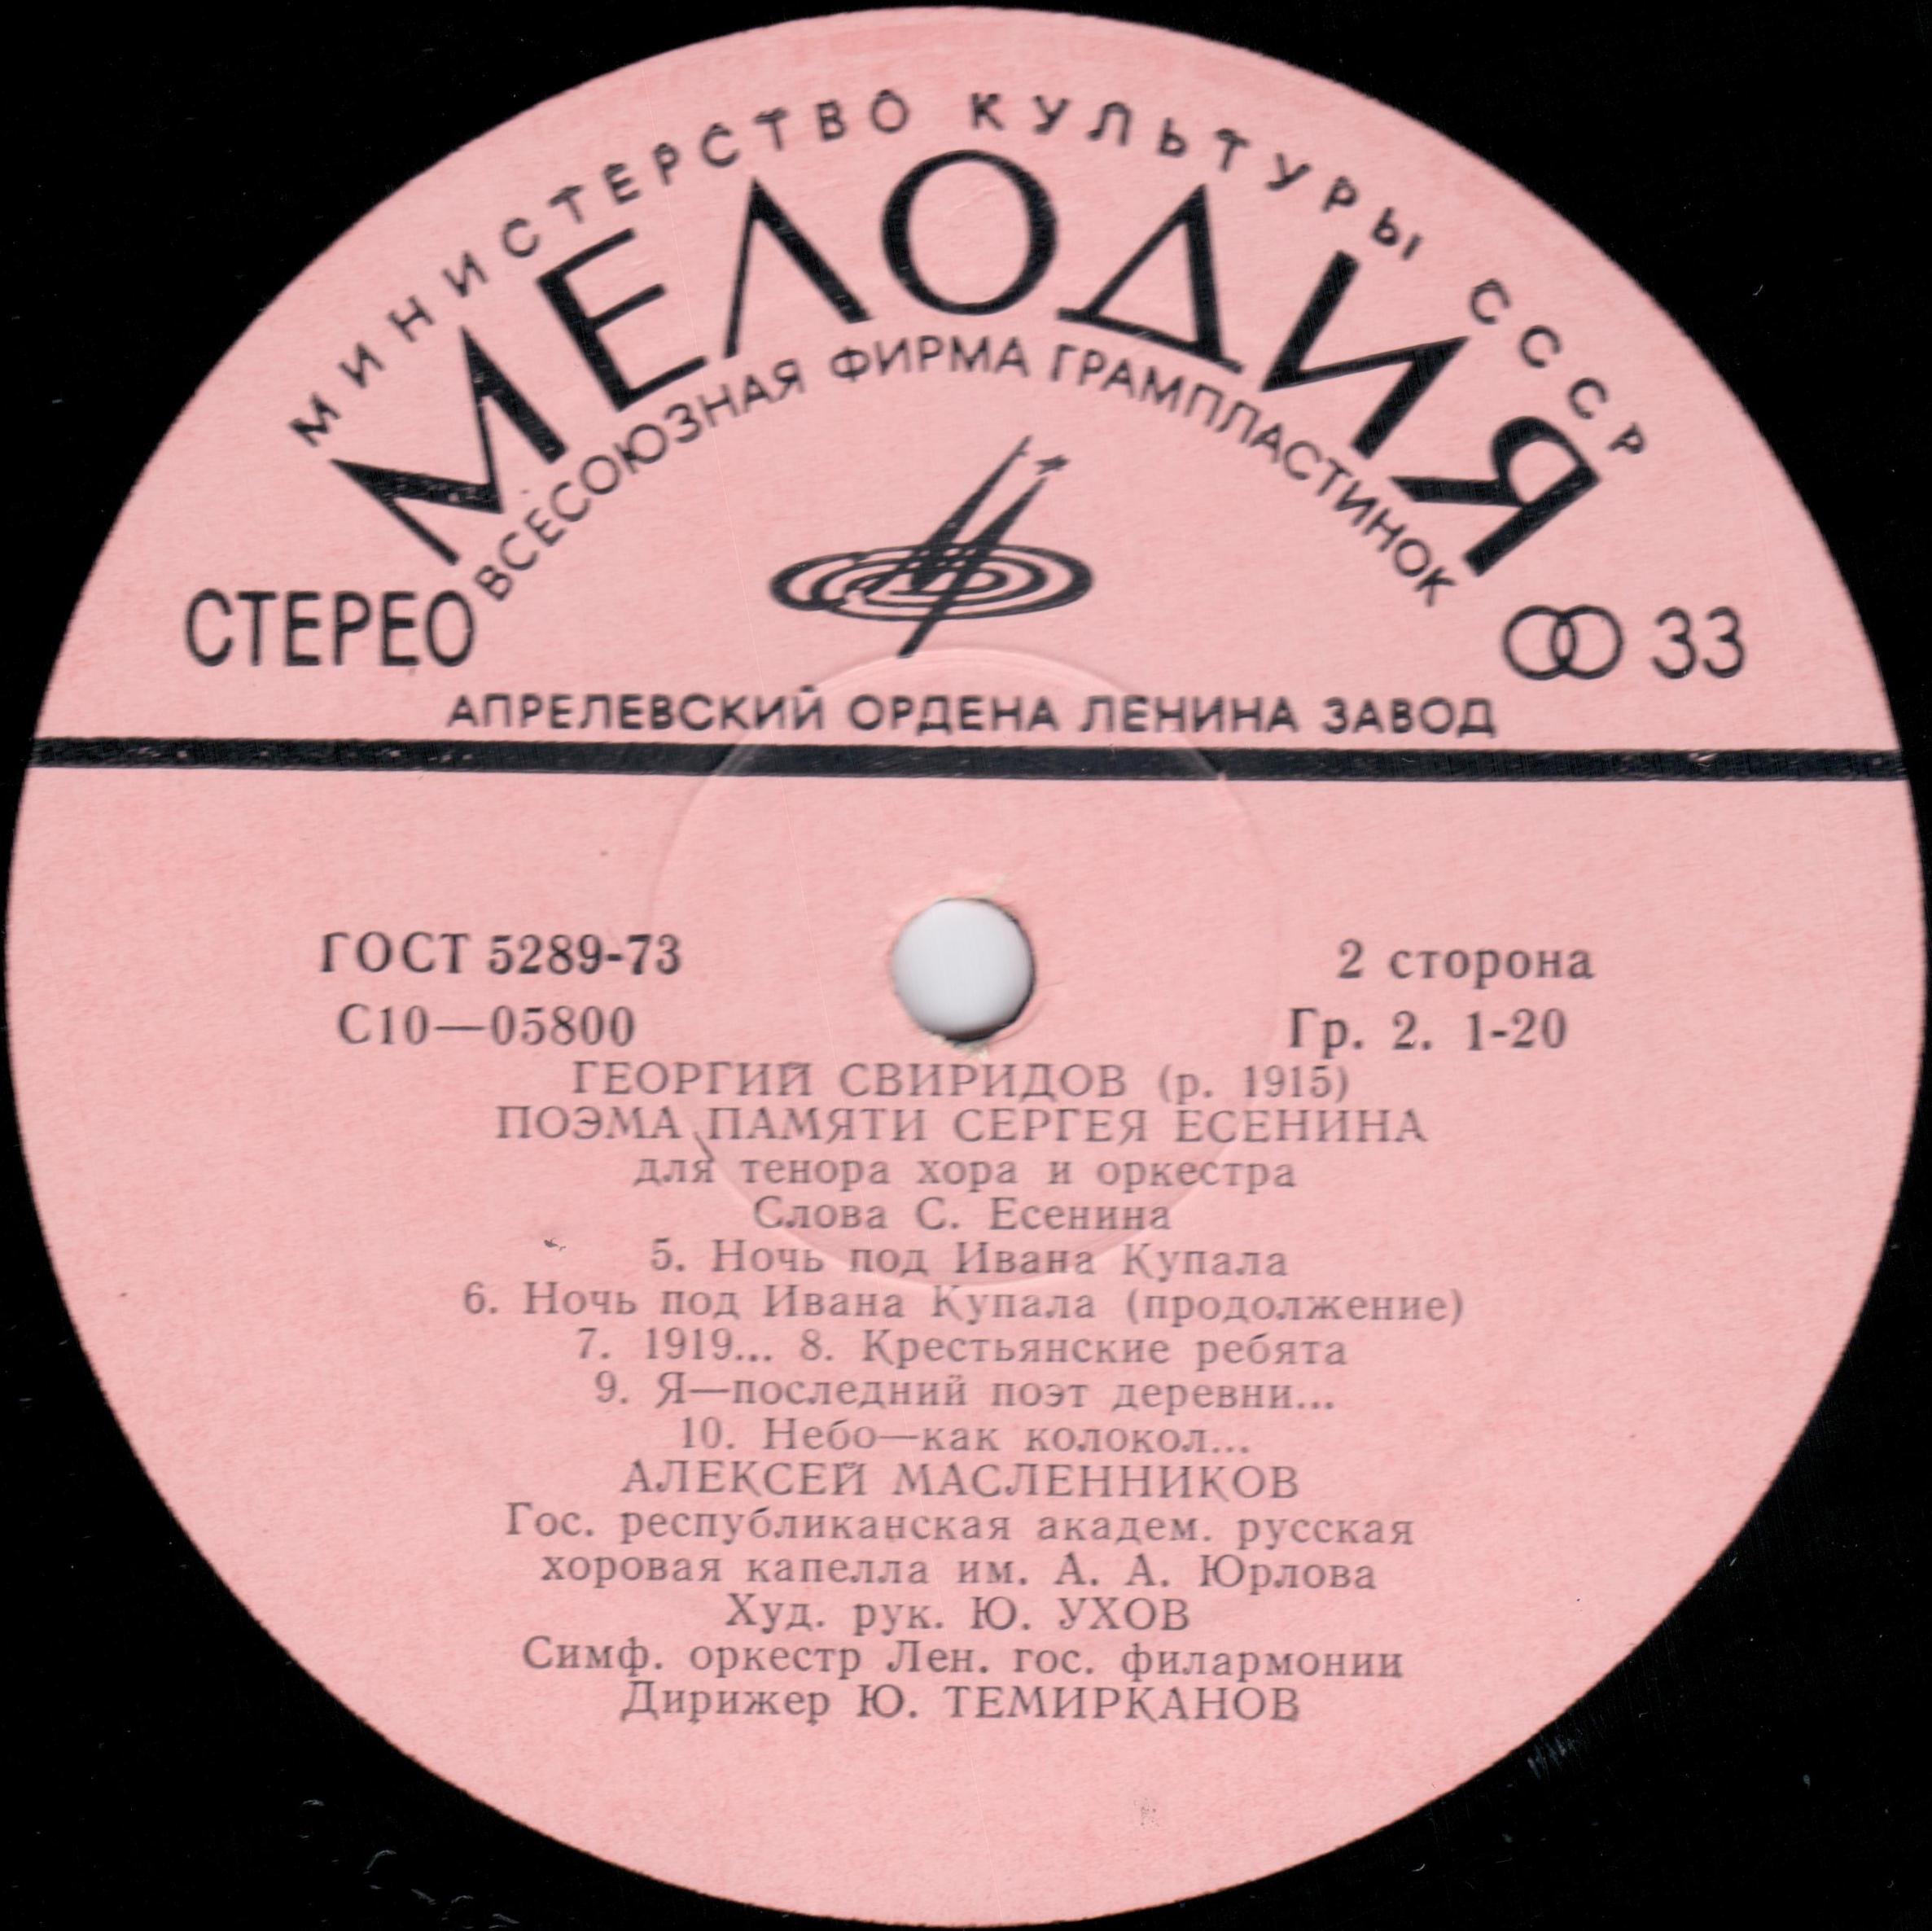 МИНИСТЕРСТВО КУЛЬТУРЫ СССР
МЕЛОДИЯ
ВСЕСОЮЗНАЯ ФИРМА ГРАМПЛАСТИНОК
СТЕРЕО
33
АПРЕЛЕВСКИЙ ОРДЕНА ЛЕНИНА ЗАВОД
ГОСТ 5289-73
2 сторона
С10—05800
Гр. 2. 1-20
ГЕОРГИЙ СВИРИДОВ (р. 1915)
ПОЭМА ПАМЯТИ СЕРГЕЯ ЕСЕНИНА
для тенора хора и оркестра
Слова С. Есенина
5. Ночь под Ивана Купала
6. Ночь под Ивана Купала (продолжение)
7. 1919... 8. Крестьянские ребята
9. Я—последний поэт деревни...
10. Небо—как колокол...
АЛЕКСЕЙ МАСЛЕННИКОВ
Гос. республиканская академ. русская
хоровая капелла им. А. А. Юрлова
Худ. рук. Ю. УХОВ
Симф. оркестр Лен. гос. филармонии
Дирижер Ю. ТЕМИРКАНОВ